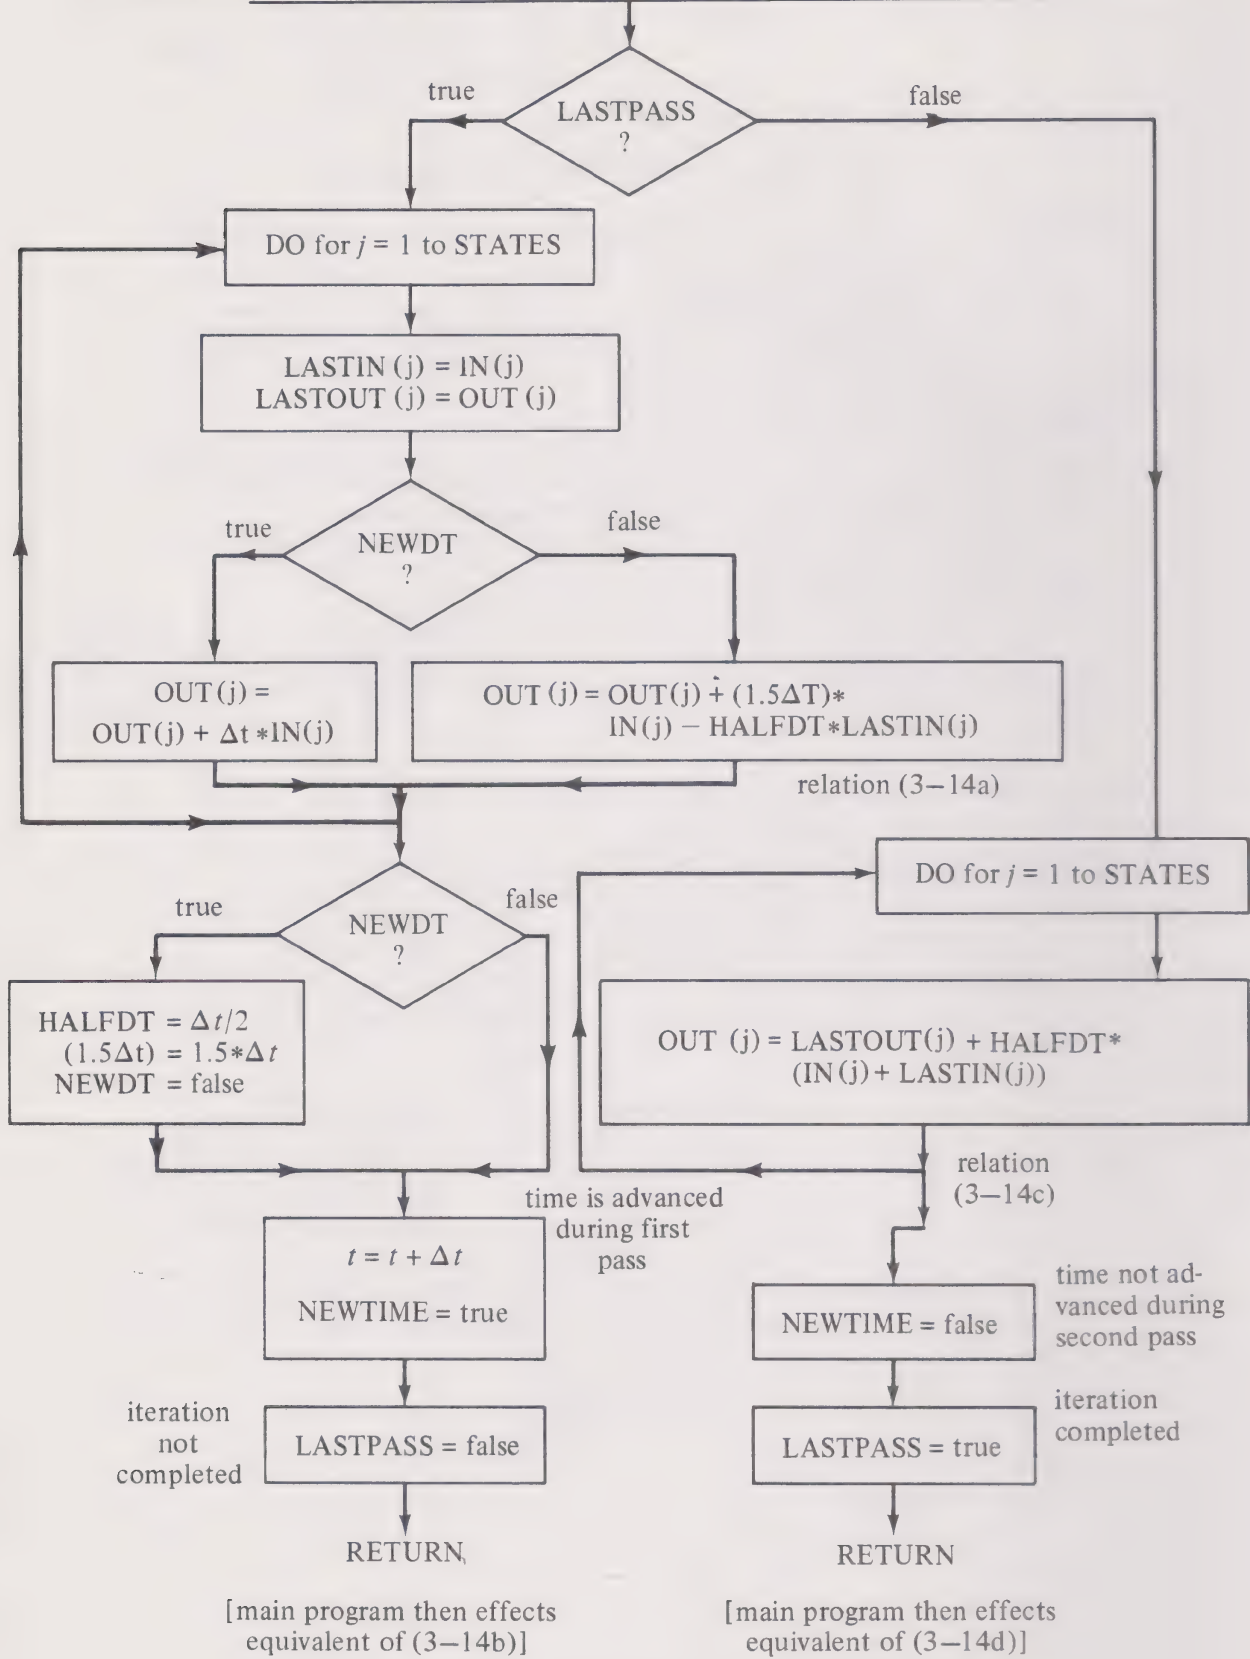 LASTPASS
?
true
false
DO for j = 1 to STATES
LASTIN (j) = IN(j)
LASTOUT (j) = OUT (j)
NEWDT
?
true
false
OUT(j) =
OUT(j) + Δt *IN(j)
OUT (j) = OUT(j) + (1.5ΔT)*
IN(j) − HALFDT*LASTIN(j)
relation (3–14a)
NEWDT
?
true
false
HALFDT = Δt/2
(1.5Δt) = 1.5*Δt
NEWDT = false
time is advanced
during first
pass
t = t + Δt
NEWTIME = true
iteration
not
completed
LASTPASS = false
RETURN
[main program then effects
equivalent of (3–14b)]
DO for j = 1 to STATES
OUT (j) = LASTOUT(j) + HALFDT*
(IN(j) + LASTIN(j))
relation
(3–14c)
NEWTIME = false
time not ad-
vanced during
second pass
LASTPASS = true
iteration
completed
RETURN
[main program then effects
equivalent of (3–14d)]